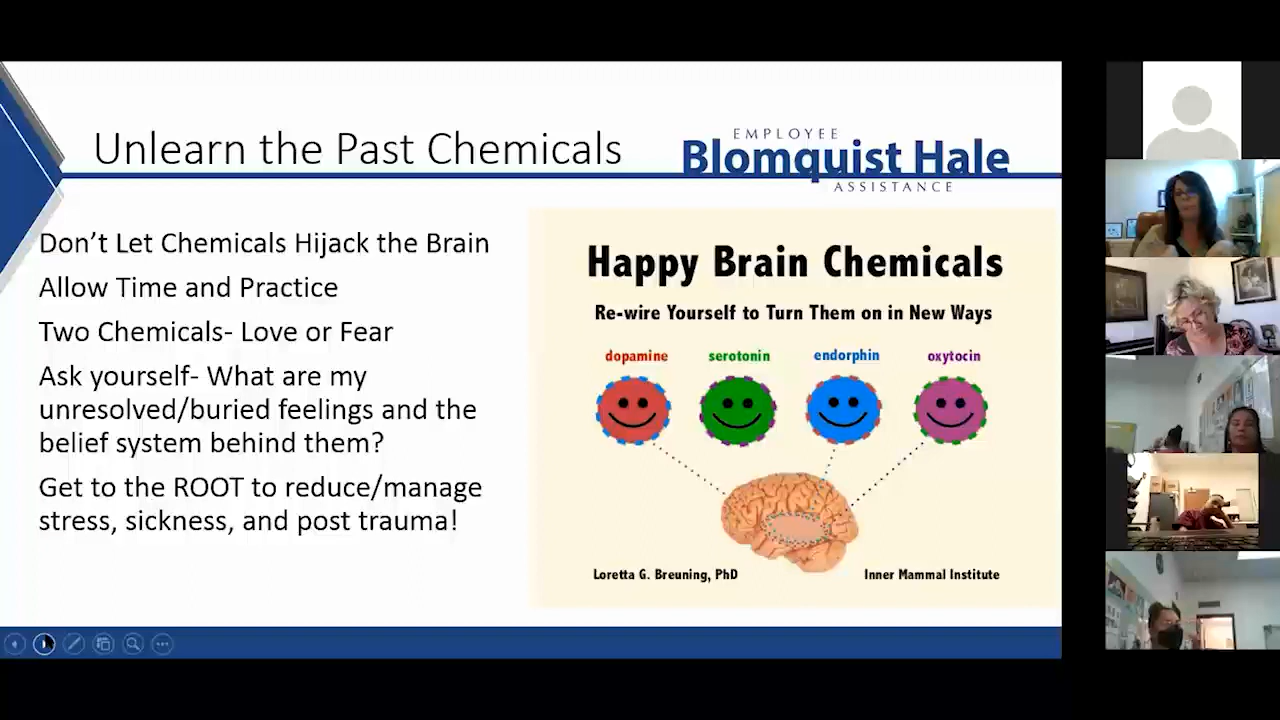 Unlearn the Past Chemicals
EMPLOYEE
Blomquist Hale
ASSISTANCE
Don’t Let Chemicals Hijack the Brain
Allow Time and Practice
Two Chemicals- Love or Fear
Ask yourself- What are my
unresolved/buried feelings and the
belief system behind them?
Get to the ROOT to reduce/manage
stress, sickness, and post trauma!
Happy Brain Chemicals
Re-wire Yourself to Turn Them on in New Ways
dopamine serotonin endorphin oxytocin
Loretta G. Breuning, PhD Inner Mammal Institute